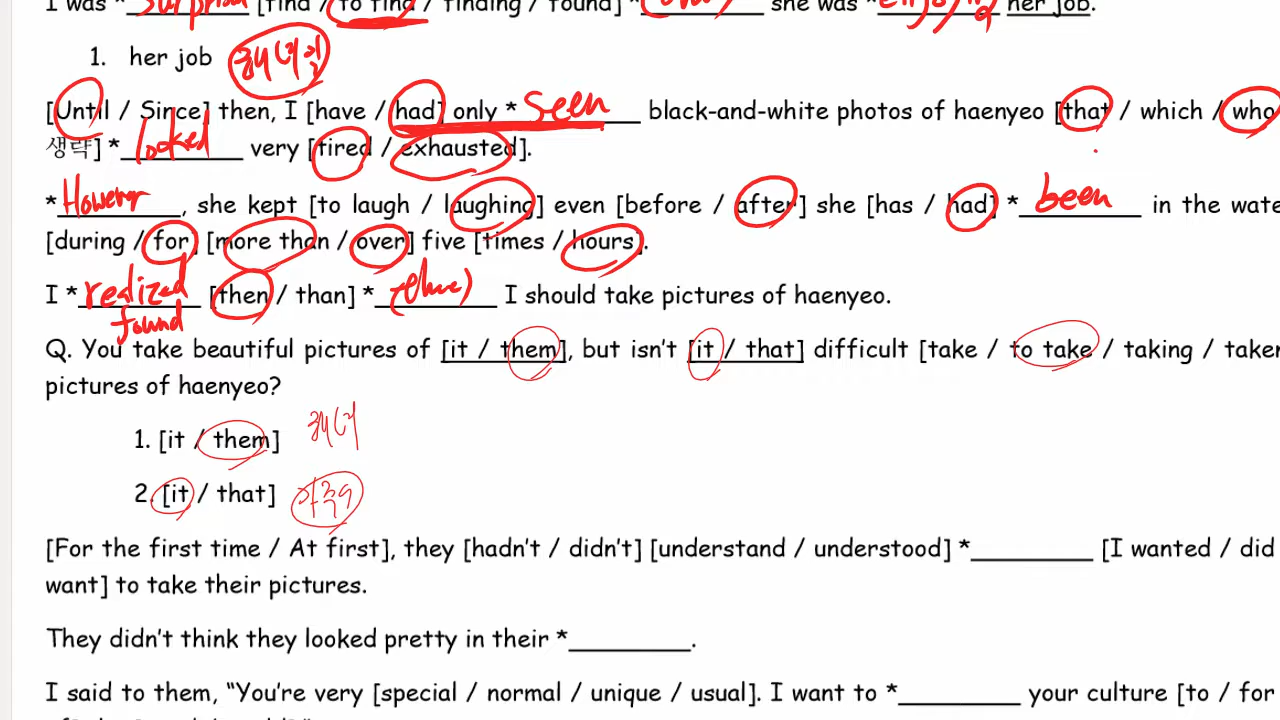 I was * surprised [find / to find / finding / found] * (that) she was * enjoying her job.
1. her job 해녀일
[Until / Since] then, I [have / had] only * seen black-and-white photos of haenyeo [that / which / who
생략] * looked very [tired / exhausted].
* However, she kept [to laugh / laughing] even [before / after] she [has / had] * been in the wate
[during / for] [more than / over] five [times / hours].
I * realized [then / than] * (that) I should take pictures of haenyeo.
found
Q. You take beautiful pictures of [it / them], but isn't [it / that] difficult [take / to take / taking / taken
pictures of haenyeo?
1. [it / them] 해녀
2. [it / that] 가주어
[For the first time / At first], they [hadn't / didn't] [understand / understood] *__________ [I wanted / did
want] to take their pictures.
They didn't think they looked pretty in their *__________.
I said to them, “You're very [special / normal / unique / usual]. I want to *__________ your culture [to / for